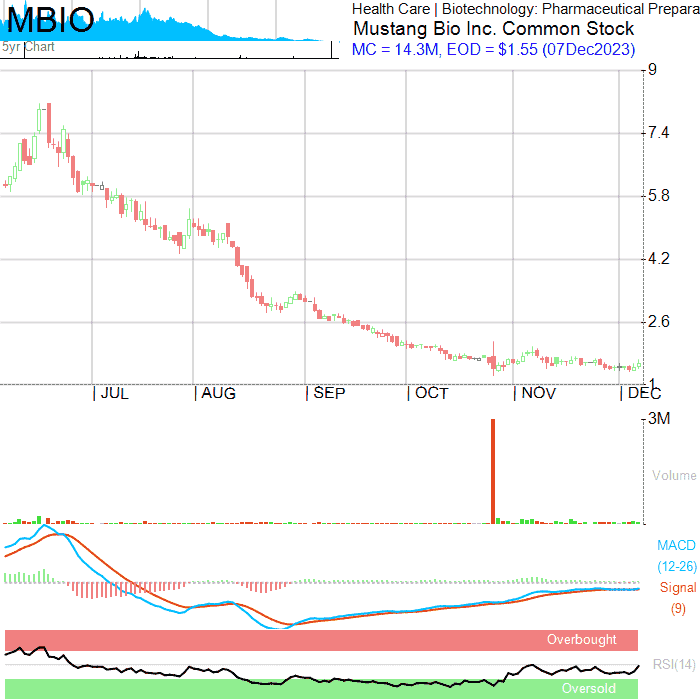 MBIO
5yr Chart
Health Care | Biotechnology: Pharmaceutical Prepara
Mustang Bio Inc. Common Stock
MC = 14.3M, EOD = $1.55 (07Dec2023)
9
7.4
5.8
4.2
2.6
1
JUL
AUG
SEP
OCT
NOV
DEC
3M
Volume
MACD
(12-26)
Signal
(9)
Overbought
RSI(14)
Oversold